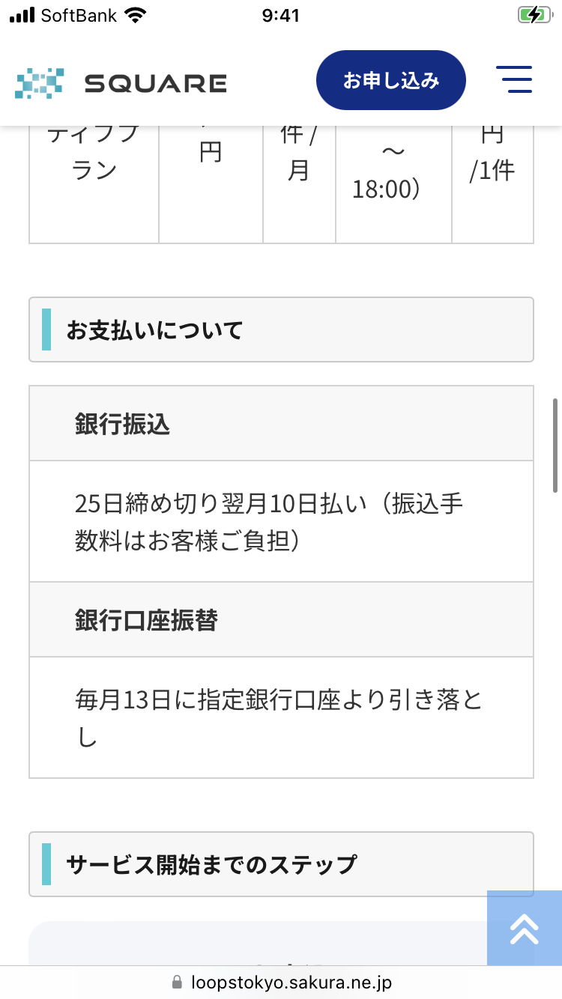 SoftBank 9:41
SQUARE お申し込み
ティブプ
ラン
円
件 /
月
～
18:00）
円
/1件
お支払いについて
銀行振込
25日締め切り翌月10日払い（振込手
数料はお客様ご負担）
銀行口座振替
毎月13日に指定銀行口座より引き落と
し
サービス開始までのステップ
loopstokyo.sakura.ne.jp